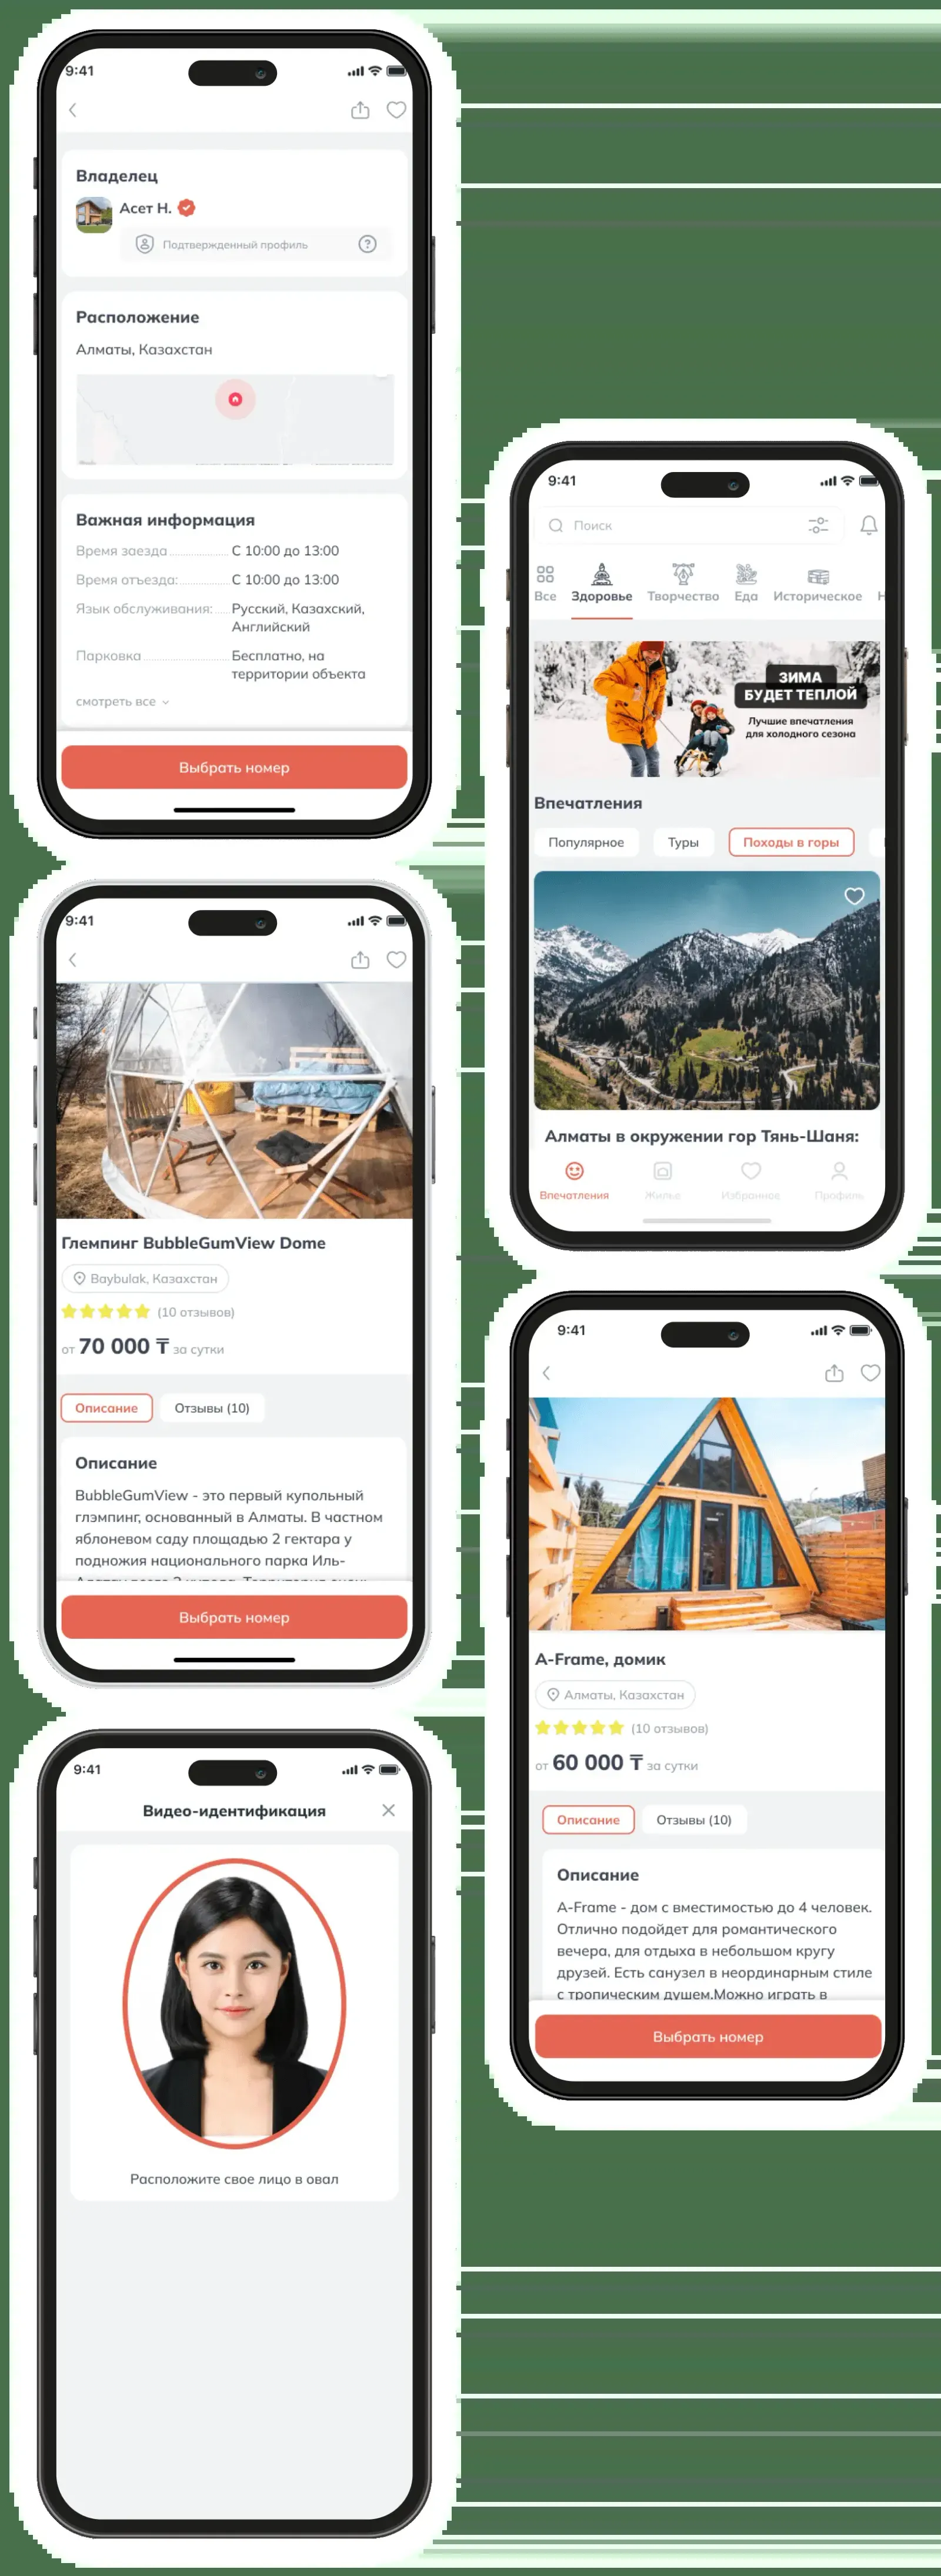 9:41
Владелец
Асет Н.
Подтвержденный профиль
Расположение
Алматы, Казахстан
Важная информация
Время заезда С 10:00 до 13:00
Время отъезда: С 10:00 до 13:00
Язык обслуживания: Русский, Казахский,
Английский
Парковка Бесплатно, на
территории объекта
смотреть все
Выбрать номер
9:41
Глемпинг BubbleGumView Dome
Baybulak, Казахстан
(10 отзывов)
от 70 000 ₸ за сутки
Описание Отзывы (10)
Описание
BubbleGumView - это первый купольный
глэмпинг, основанный в Алматы. В частном
яблоневом саду площадью 2 гектара у
подножия национального парка Иль-
Выбрать номер
9:41
Видео-идентификация
Расположите свое лицо в овал
9:41
Поиск
Все Здоровье Творчество Еда Историческое
ЗИМА
БУДЕТ ТЕПЛОЙ
Лучшие впечатления
для холодного сезона
Впечатления
Популярное Туры Походы в горы
Алматы в окружении гор Тянь-Шаня:
Впечатления Жилье Избранное Профиль
9:41
A-Frame, домик
Алматы, Казахстан
(10 отзывов)
от 60 000 ₸ за сутки
Описание Отзывы (10)
Описание
A-Frame - дом с вместимостью до 4 человек.
Отлично подойдет для романтического
вечера, для отдыха в небольшом кругу
друзей. Есть санузел в неординарным стиле
с тропическим душем.Можно играть в
Выбрать номер